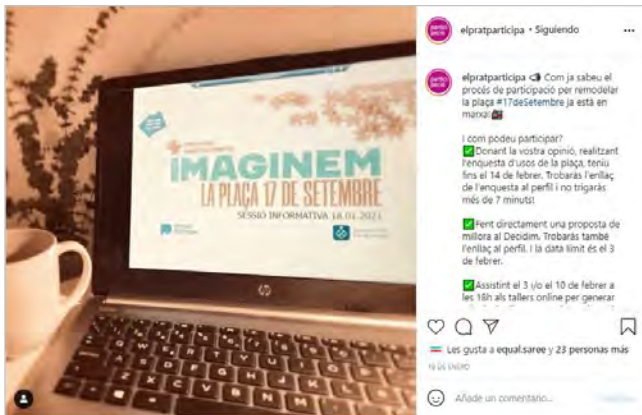 IMAGINEM
LA PLAÇA 17 DE SETEMBRE
SESSIÓ INFORMATIVA 18.01.2021
hp
elpratparticipa • Siguiendo
elpratparticipa 📣 Com ja sabeu el
procés de participació per remodelar
la plaça #17deSetembre ja està en
marxa!
I com podeu participar?
✅Donant la vostra opinió, realitzant
l'enquesta d'usos de la plaça, teniu
fins el 14 de febrer. Trobaràs l'enllaç
de l'enquesta al perfil i no trigaràs
més de 7 minuts!
✅Fent directament una proposta de
millora al Decidim. Trobaràs també
l'enllaç al perfil. I la data límit és el 3
de febrer.
✅Assistint el 3 i/o el 10 de febrer a
les 18h als tallers online per generar
Les gusta a equal.saree y 23 personas más
19 DE ENERO
Añade un comentario...